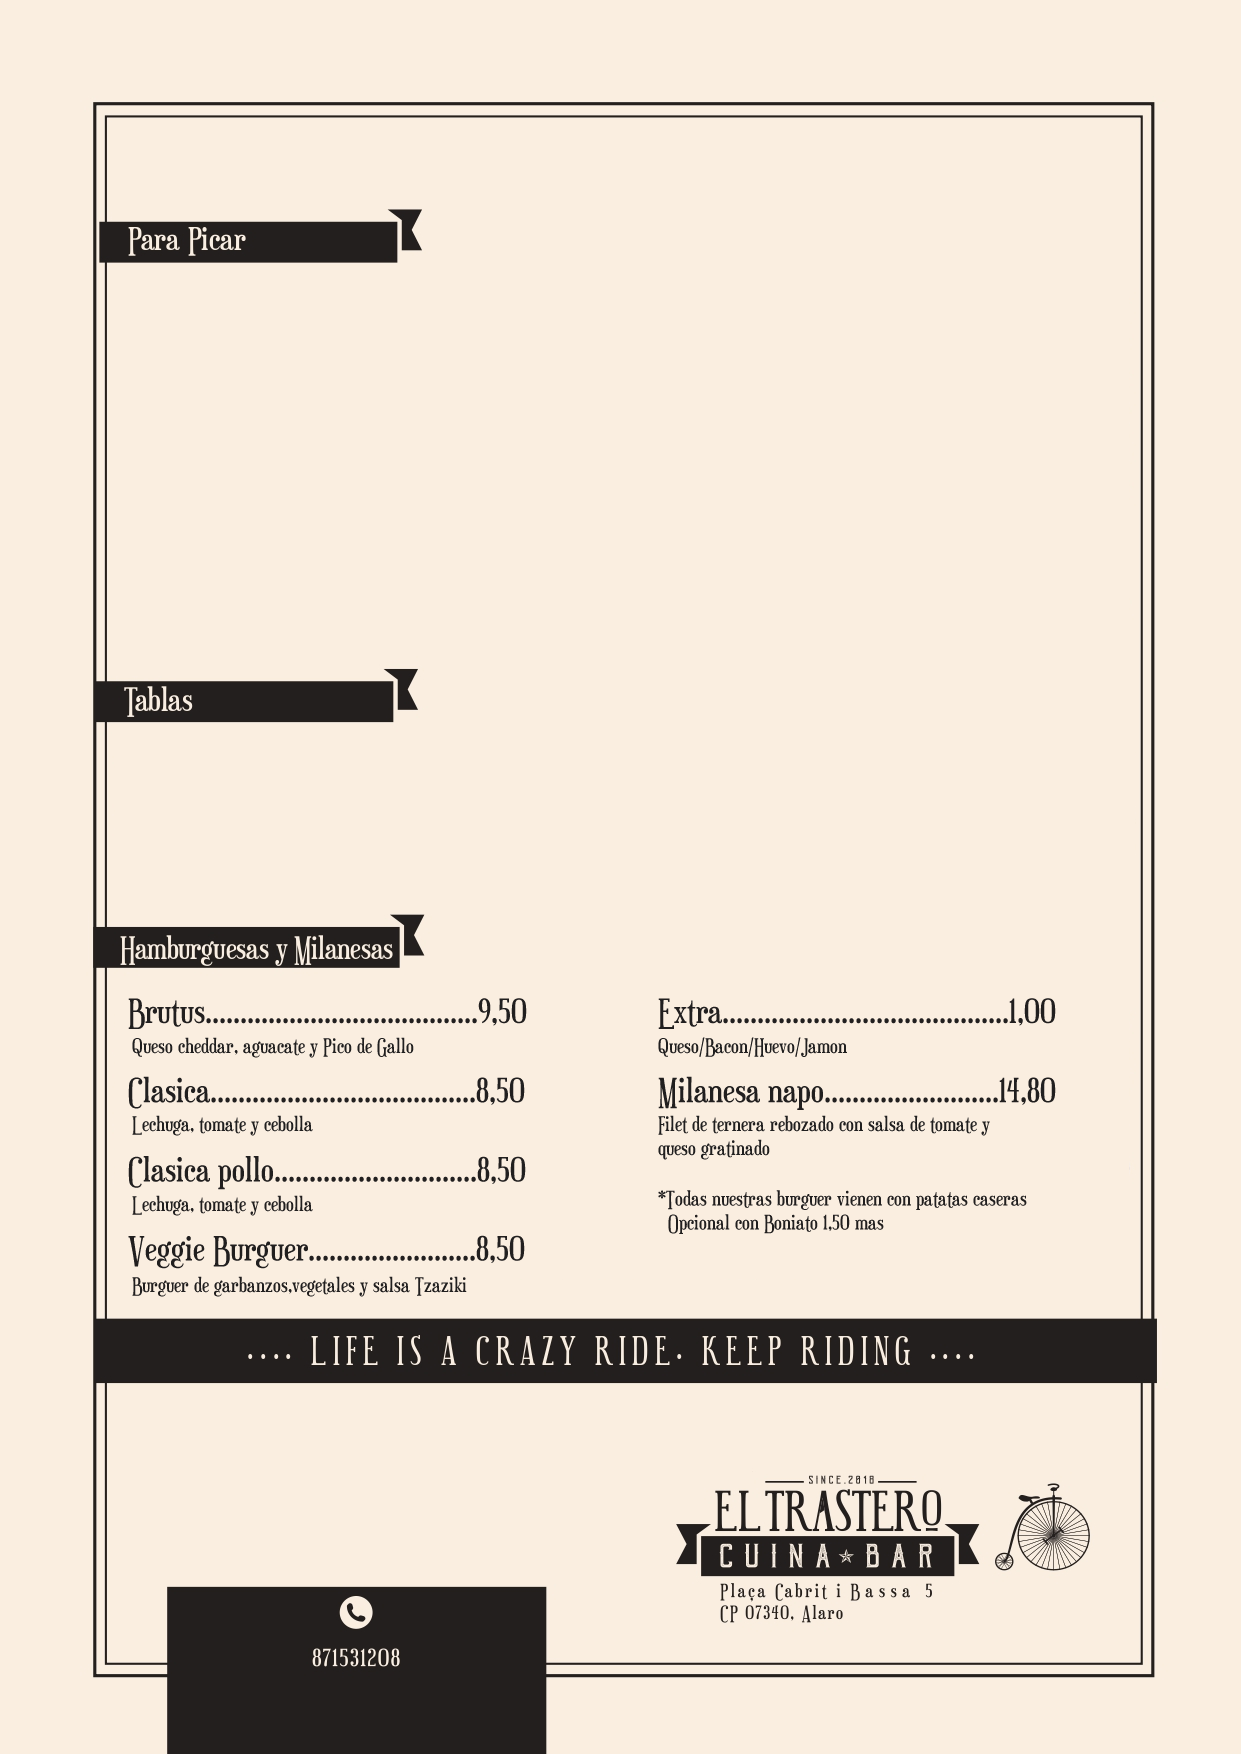 Para Picar
Tablas
Hamburguesas y Milanesas
Brutus.......................................9,50
Queso cheddar, aguacate y Pico de Gallo
Clasica......................................8,50
Lechuga, tomate y cebolla
Clasica pollo.............................8,50
Lechuga, tomate y cebolla
Veggie Burguer........................8,50
Burguer de garbanzos,vegetales y salsa Tzaziki
Extra.........................................1,00
Queso/Bacon/Huevo/Jamon
Milanesa napo.........................14,80
Filet de ternera rebozado con salsa de tomate y
queso gratinado
*Todas nuestras burguer vienen con patatas caseras
Opcional con Boniato 1,50 mas
.... LIFE IS A CRAZY RIDE. KEEP RIDING ....
SINCE.2018
EL TRASTERO
CUINA BAR
Plaça Cabrit i Bassa 5
CP 07340, Alaro
871531208